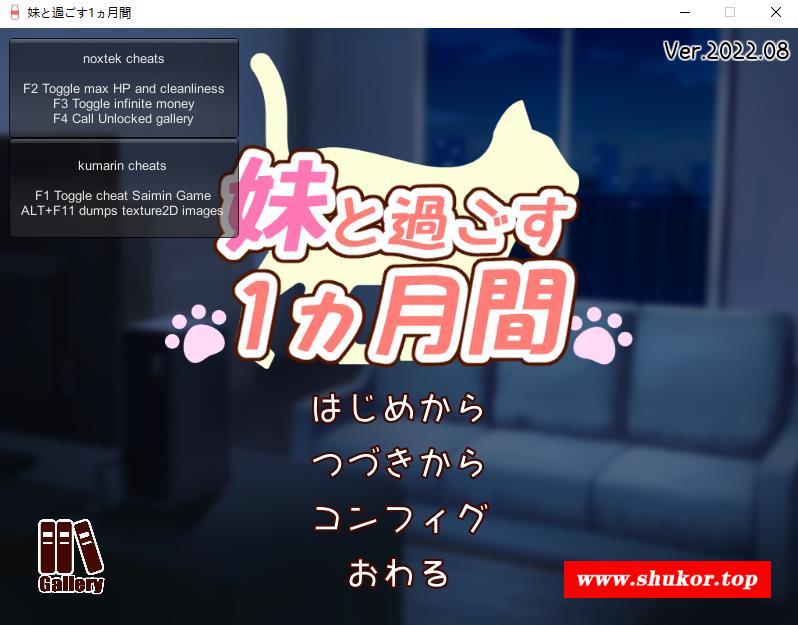 妹と過ごす1ヵ月間
Ver.2022.08
noxtek cheats
F2 Toggle max HP and cleanliness
F3 Toggle infinite money
F4 Call Unlocked gallery
kumarin cheats
F1 Toggle cheat Saimin Game
ALT+F11 dumps texture2D images
妹と過ごす
1ヵ月間
はじめから
つづきから
コンフィグ
おわる
Gallery
www.shukor.top